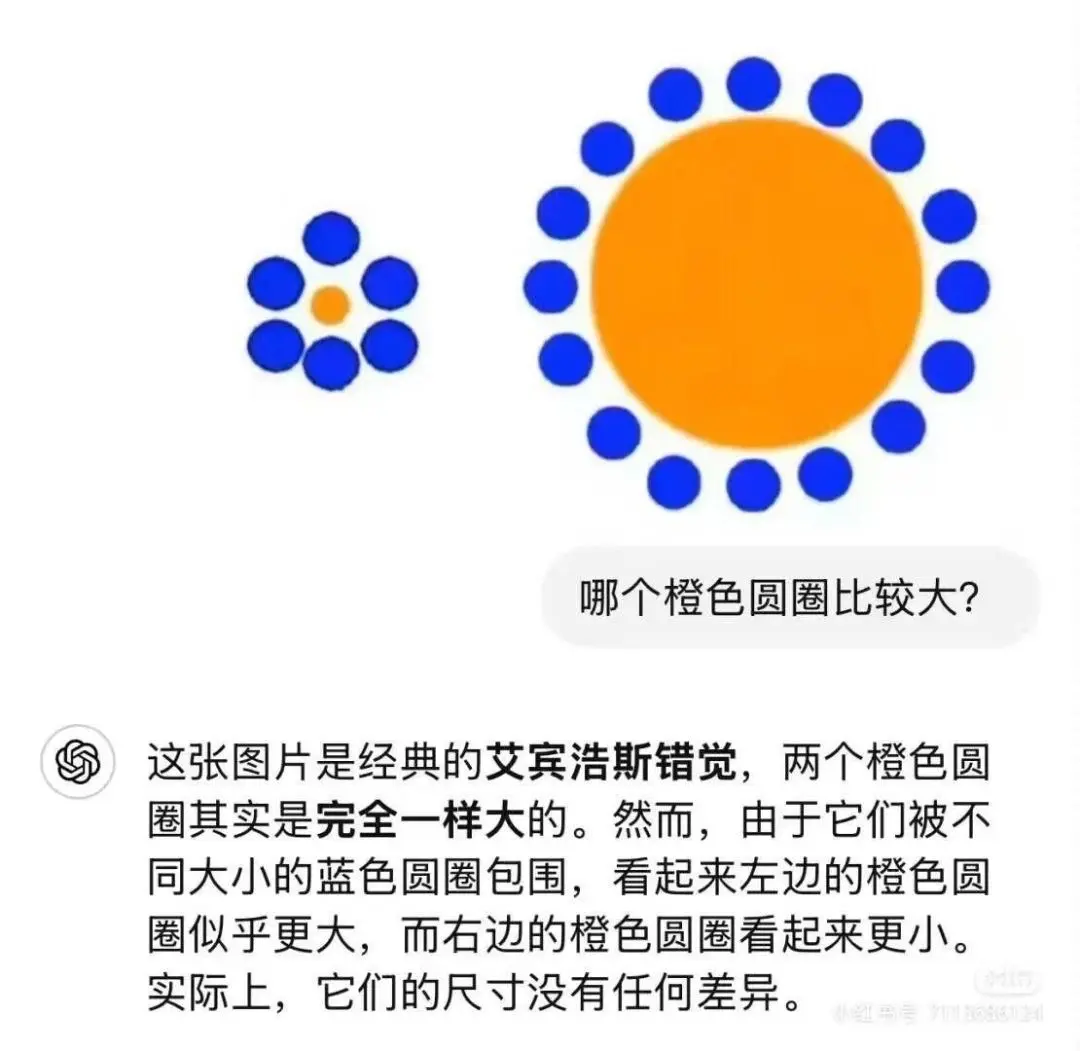 哪个橙色圆圈比较大?
这张图片是经典的艾宾浩斯错觉，两个橙色圆
圈其实是完全一样大的。然而，由于它们被不
同大小的蓝色圆圈包围，看起来左边的橙色圆
圈似乎更大，而右边的橙色圆圈看起来更小。
实际上，它们的尺寸没有任何差异。
小红书号